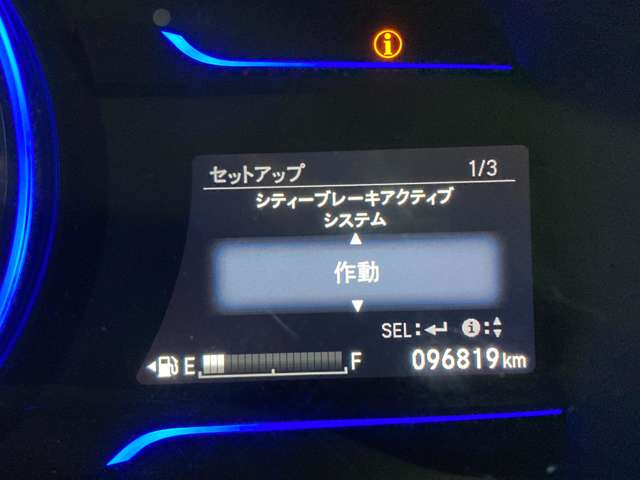 セットアップ 1/3
シティーブレーキアクティブ
システム
▲
作動
▼
SEL:↵ i:▲▼
E F 096819km